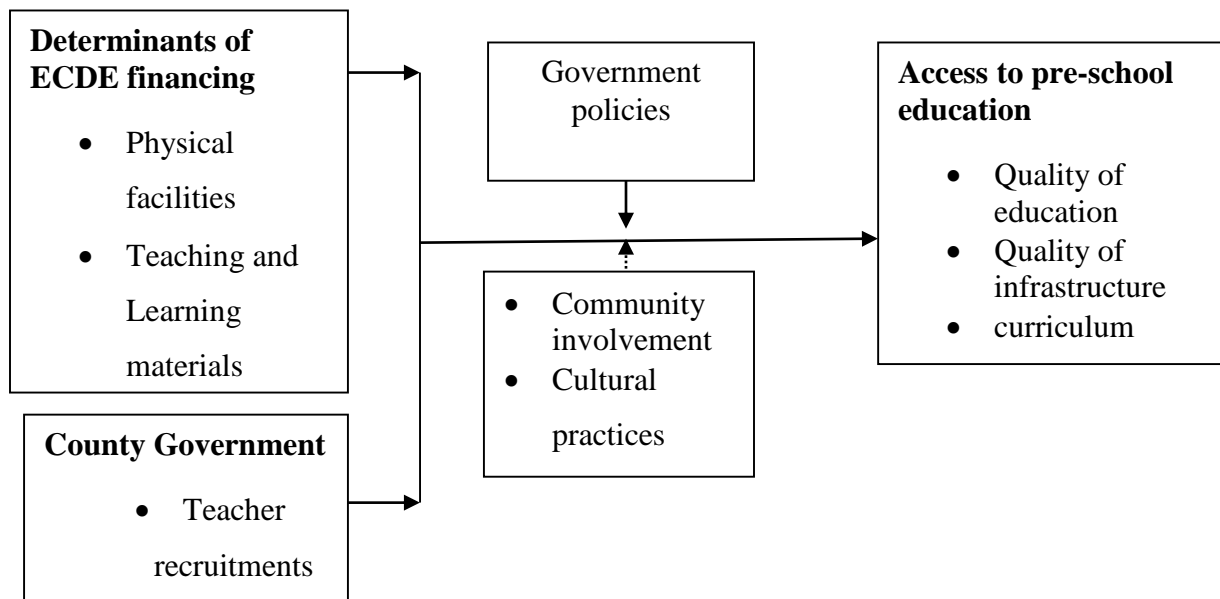 Determinants of
ECDE financing
• Physical
facilities
• Teaching and
Learning
materials
County Government
• Teacher
recruitments
Government
policies
• Community
involvement
• Cultural
practices
Access to pre-school
education
• Quality of
education
• Quality of
infrastructure
• curriculum